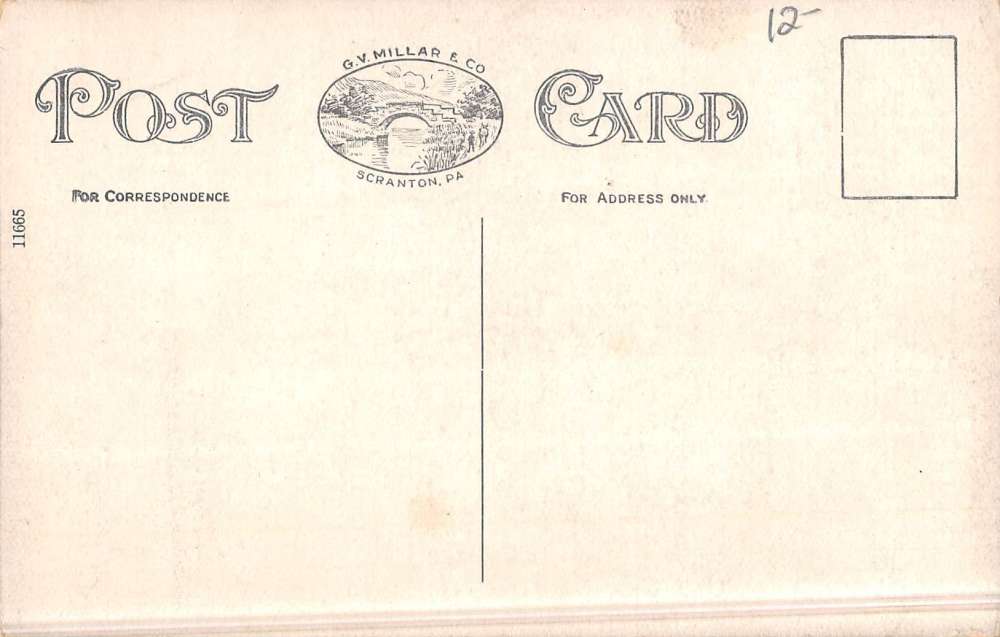 12-
G.V. MILLAR & CO
POST CARD
SCRANTON, PA
FOR CORRESPONDENCE
FOR ADDRESS ONLY
11665